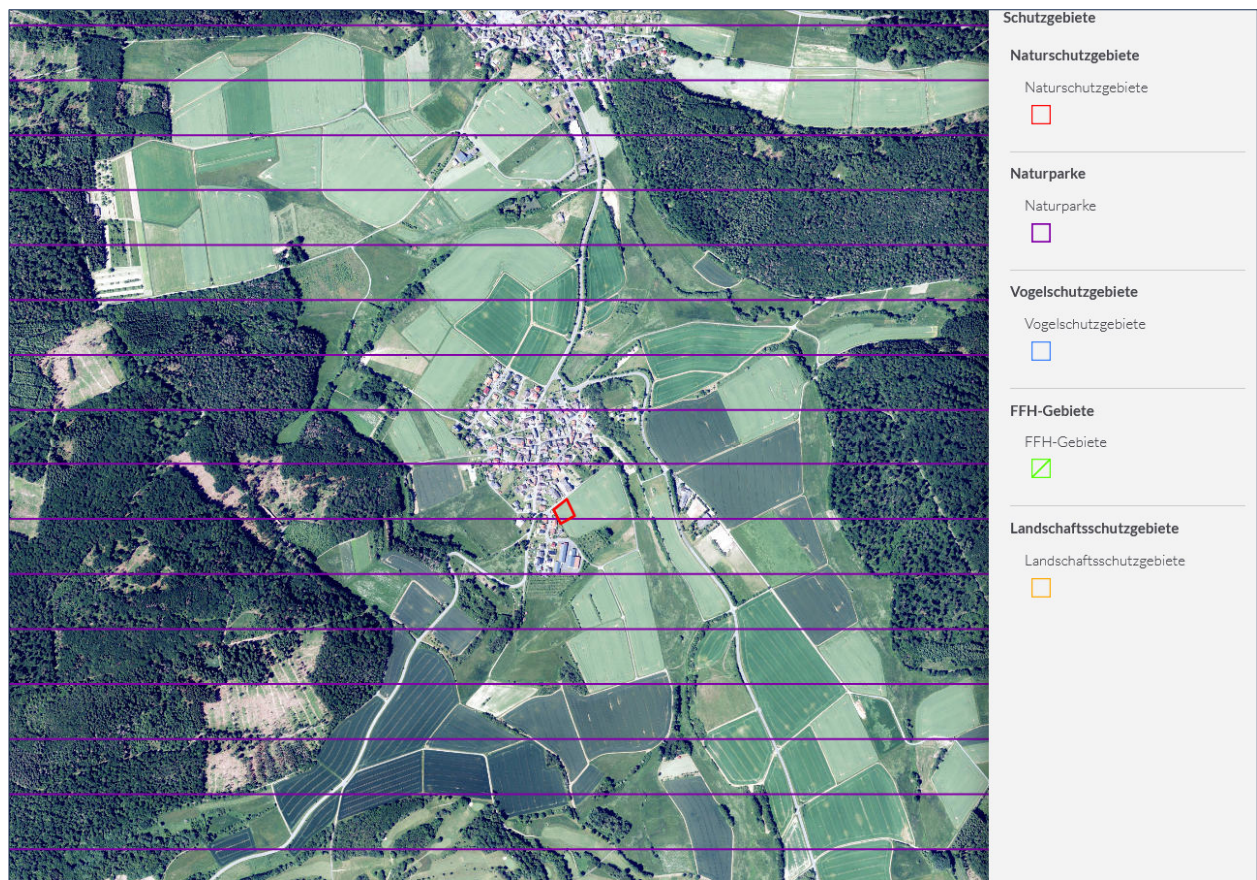 Schutzgebiete
Naturschutzgebiete
Naturschutzgebiete
Naturparke
Naturparke
Vogelschutzgebiete
Vogelschutzgebiete
FFH-Gebiete
FFH-Gebiete
Landschaftsschutzgebiete
Landschaftsschutzgebiete